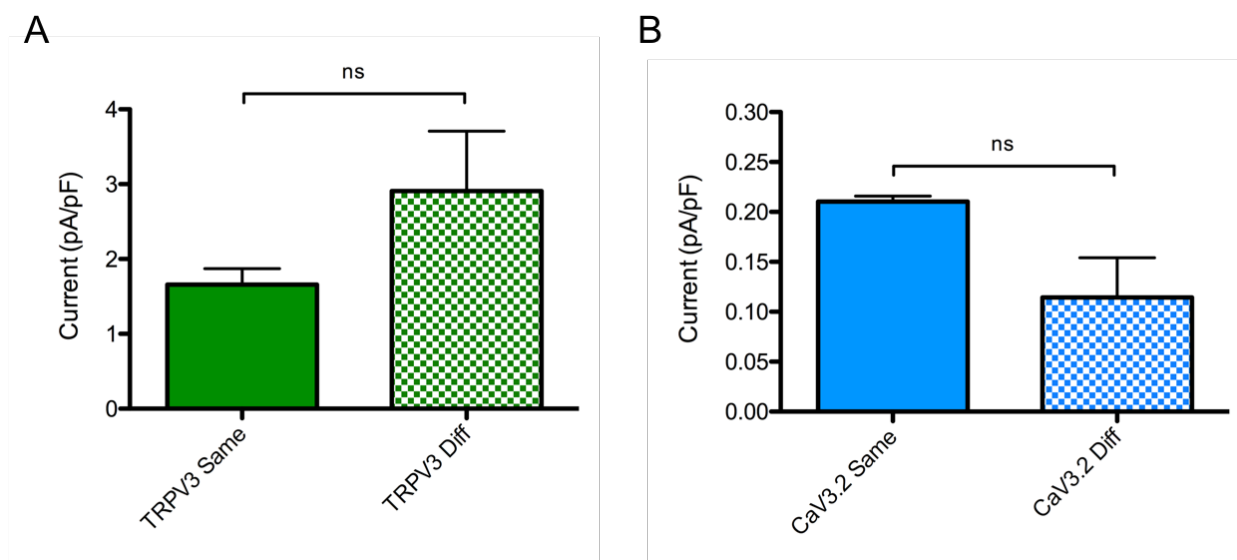 A
ns
Current (pA/pF)
4
3
2
1
0
TRPV3 Same
TRPV3 Diff
B
ns
Current (pA/pF)
0.30
0.25
0.20
0.15
0.10
0.05
0.00
CaV3.2 Same
CaV3.2 Diff